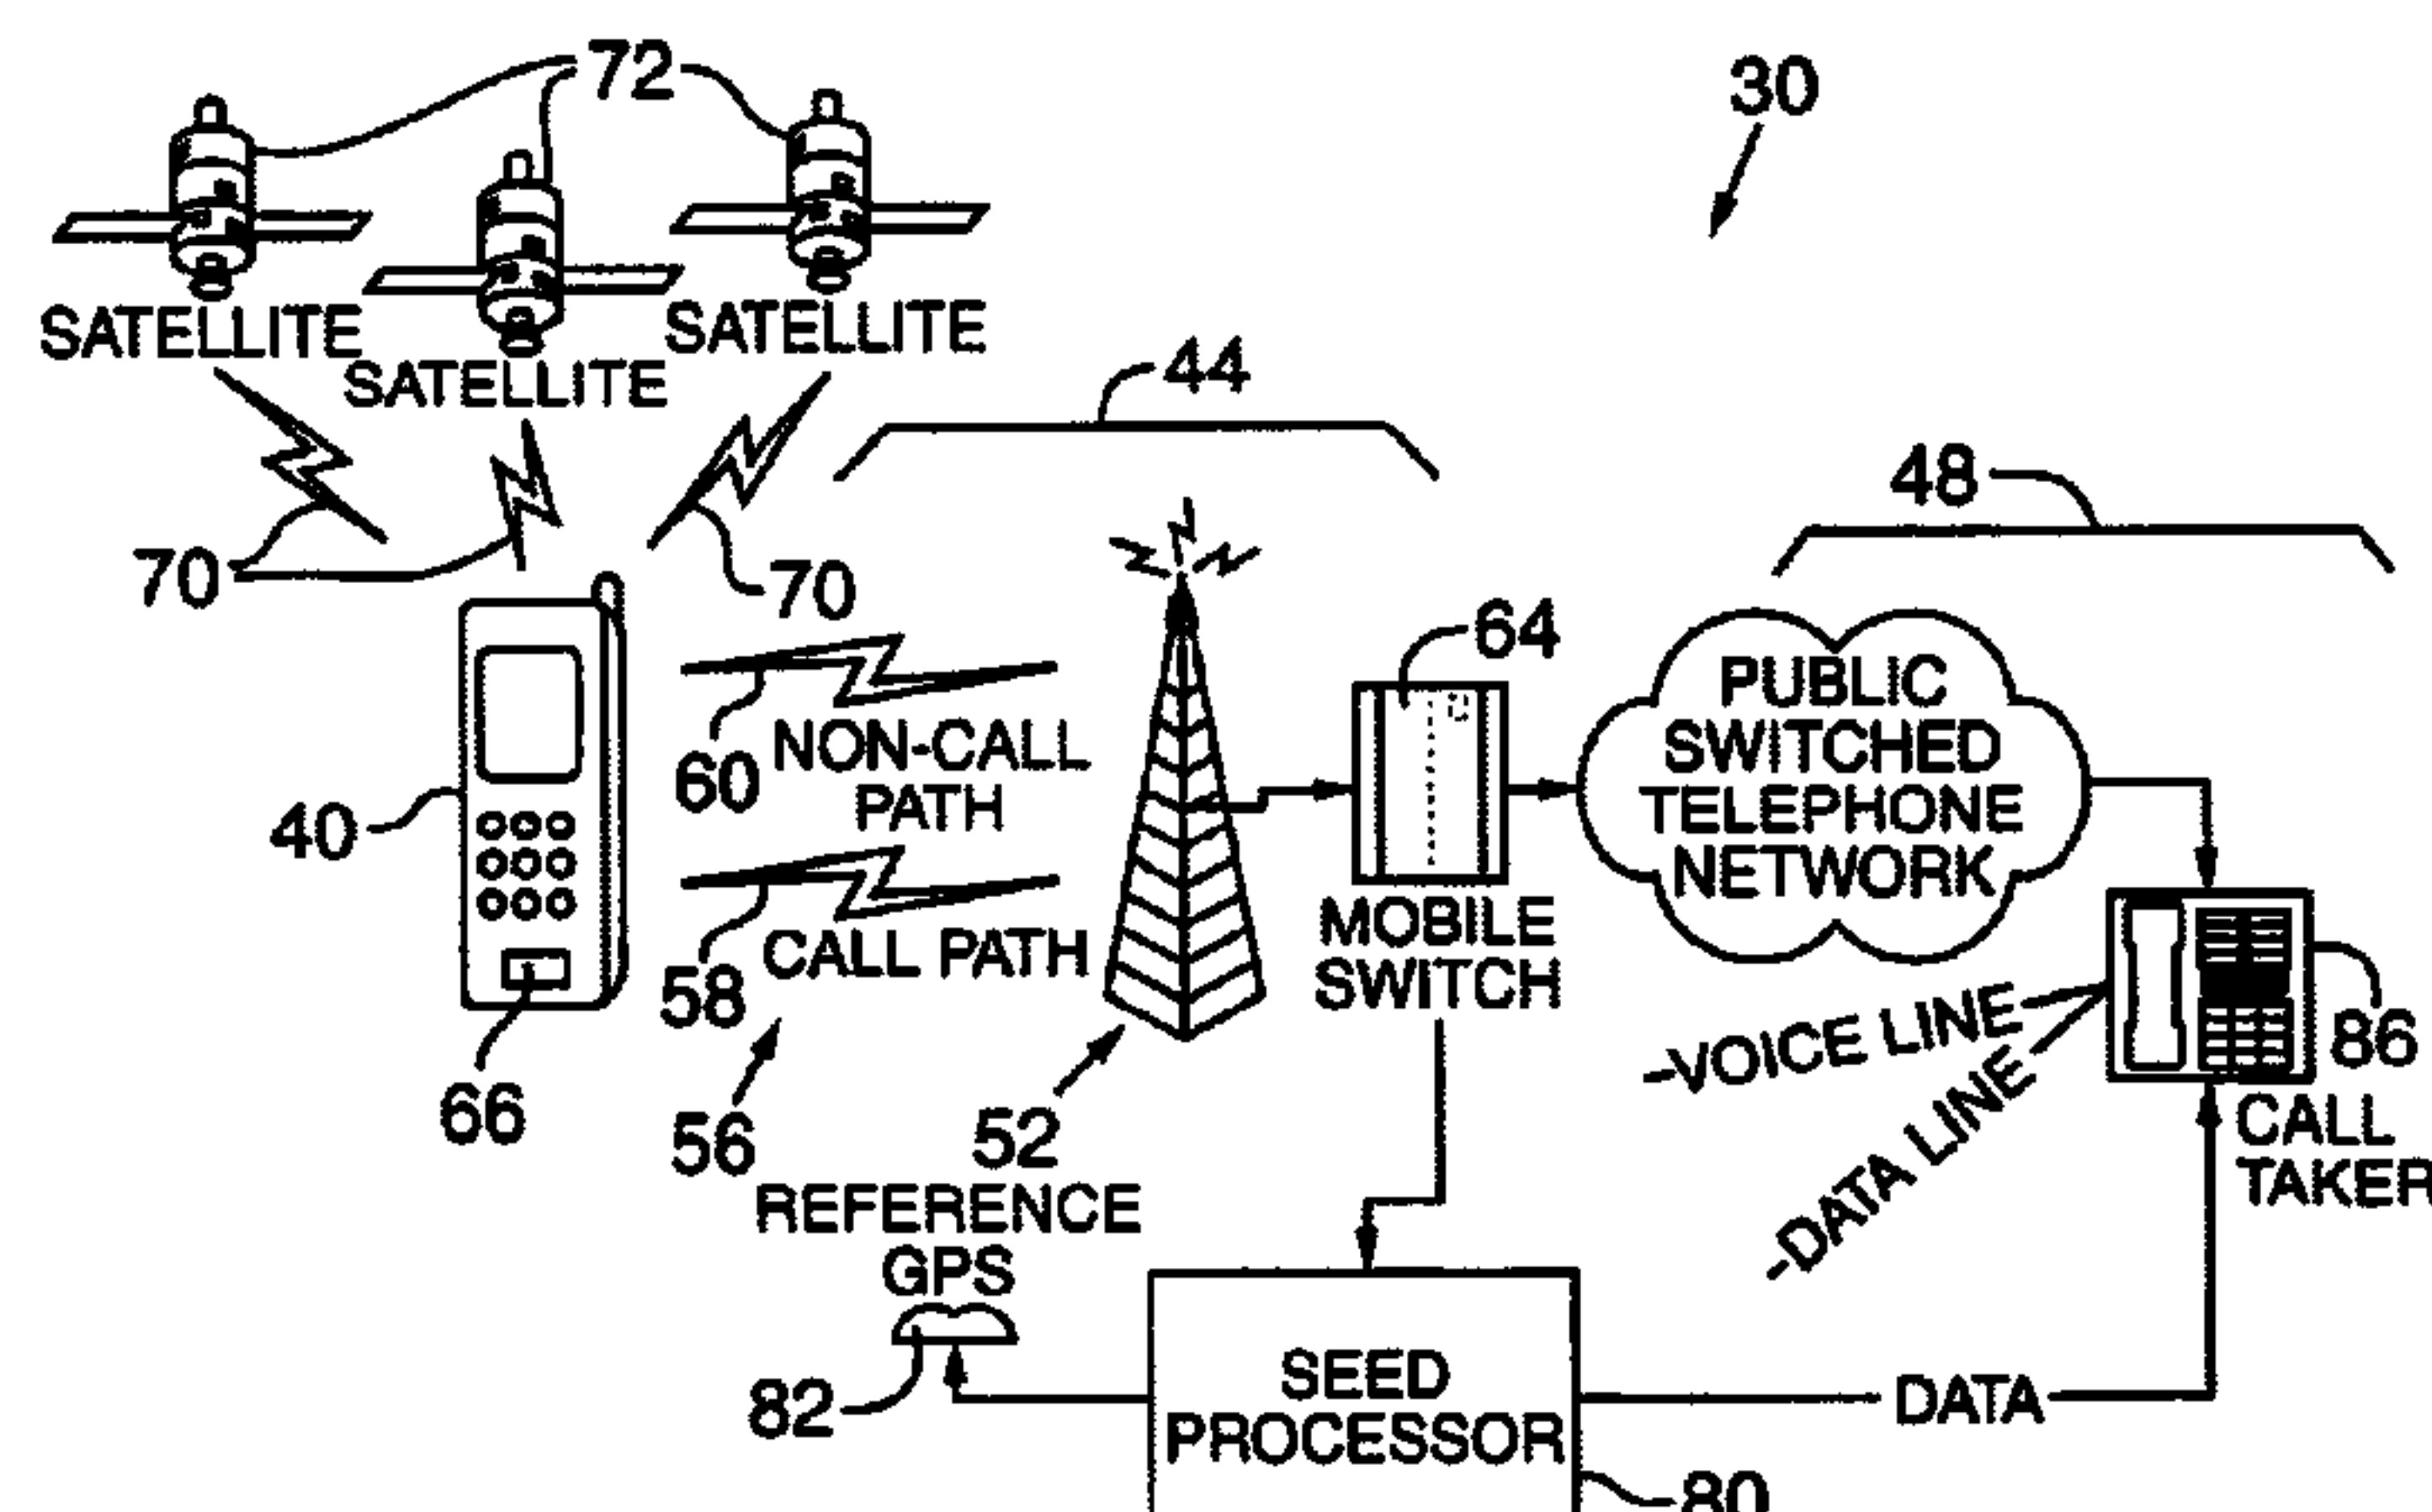 72
30
SATELLITE
SATELLITE
SATELLITE
44
48
70
70
64
PUBLIC
SWITCHED
TELEPHONE
NETWORK
60
NON-CALL
PATH
40
58
CALL PATH
MOBILE
SWITCH
66
56
52
-VOICE LINE
-DATA LINE
86
CALL
TAKER
REFERENCE
GPS
82
SEED
PROCESSOR
DATA
80